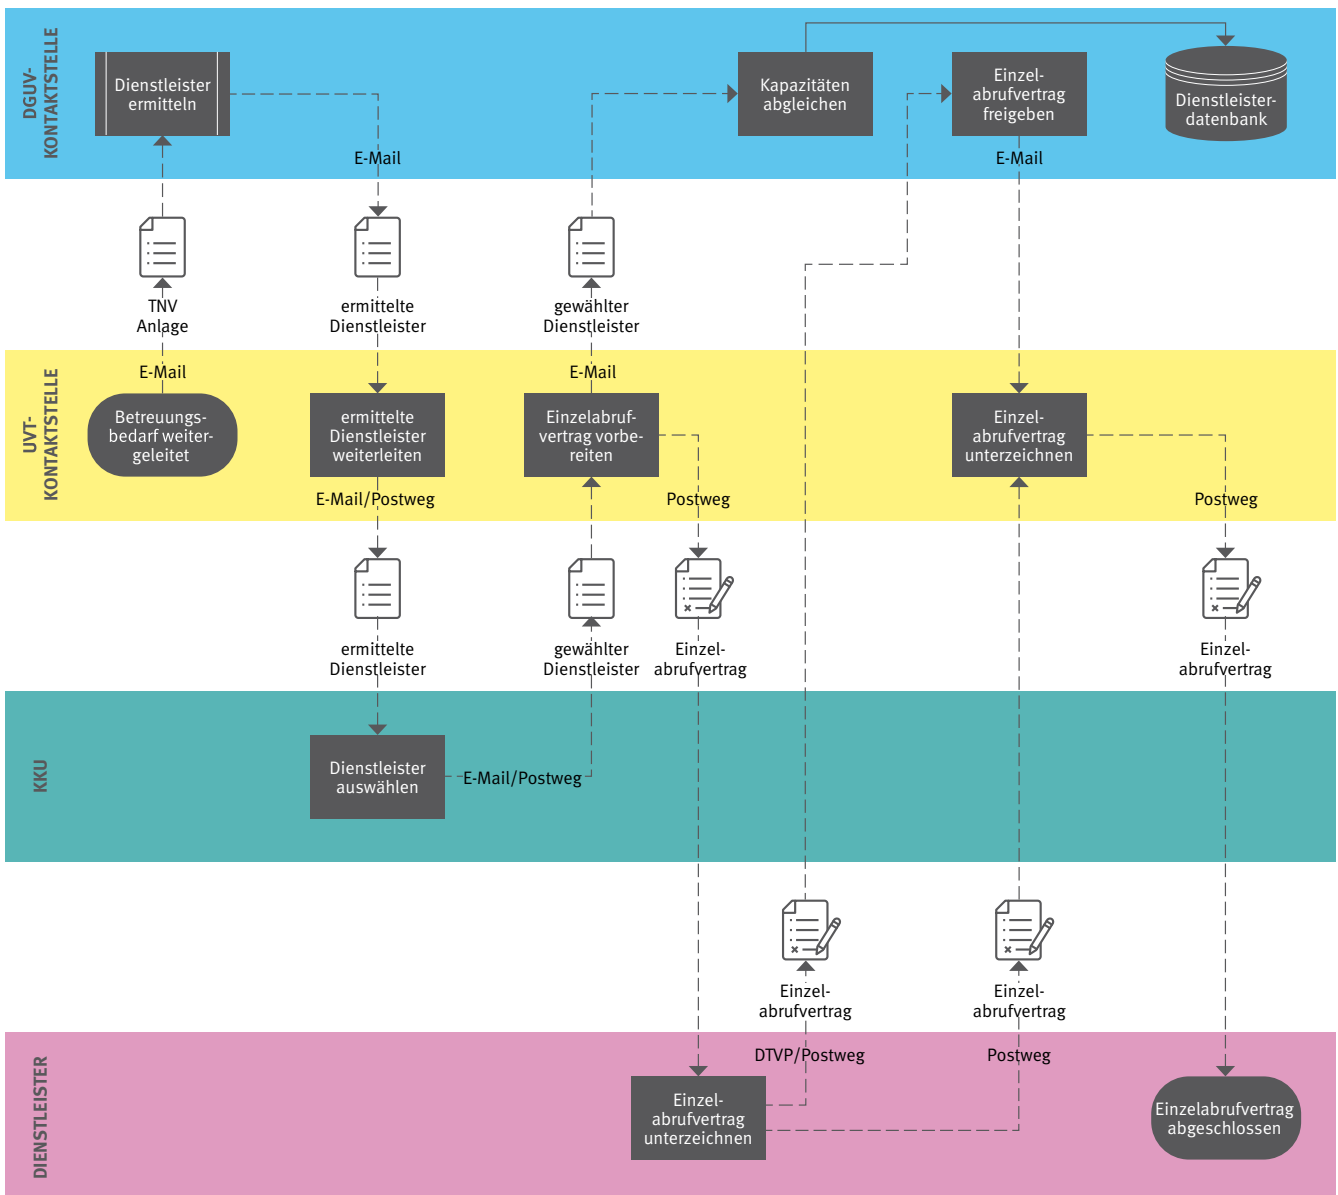 DGUV-
KONTAKTSTELLE
Dienstleister
ermitteln
Kapazitäten
abgleichen
Einzel-
abrufvertrag
freigeben
Dienstleister-
datenbank
E-Mail
E-Mail
TNV
Anlage
ermittelte
Dienstleister
gewählter
Dienstleister
UVT-
KONTAKTSTELLE
E-Mail
E-Mail
Betreuungs-
bedarf weiter-
geleitet
ermittelte
Dienstleister
weiterleiten
Einzelabruf-
vertrag vorbe-
reiten
Einzel-
abrufvertrag
unterzeichnen
E-Mail/Postweg
Postweg
Postweg
ermittelte
Dienstleister
gewählter
Dienstleister
Einzel-
abrufvertrag
Einzel-
abrufvertrag
KKU
Dienstleister
auswählen
E-Mail/Postweg
Einzel-
abrufvertrag
Einzel-
abrufvertrag
DIENSTLEISTER
DTVP/Postweg
Postweg
Einzel-
abrufvertrag
unterzeichnen
Einzelabrufvertrag
abgeschlossen